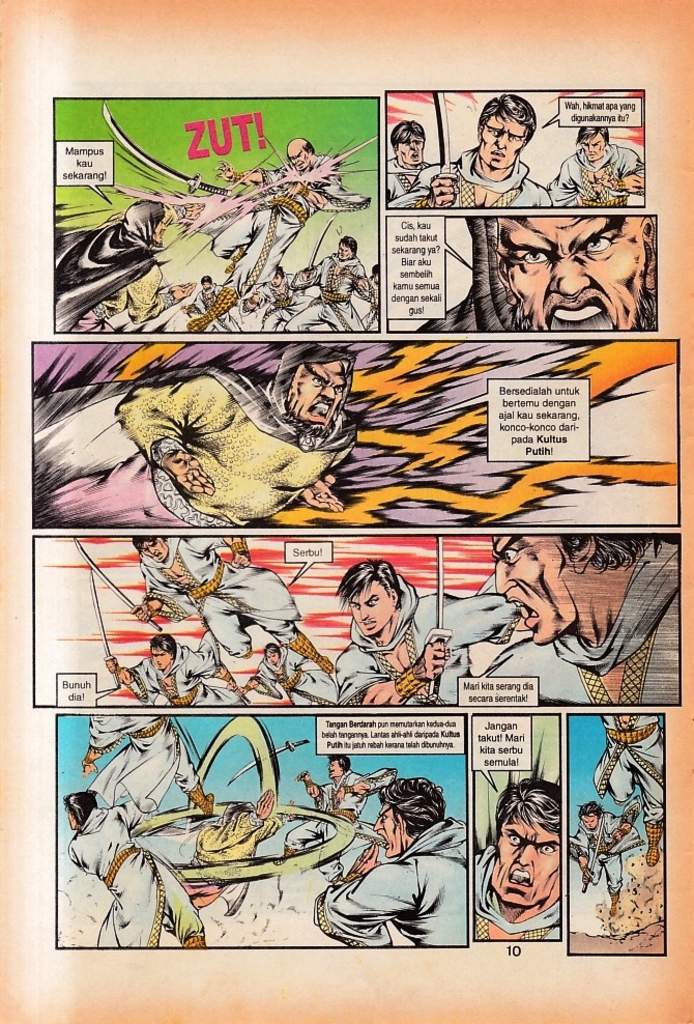 ZUT!
Mampus
kau
sekarang!
Wah, hikmat apa yang
digunakannya itu?
Cis, kau
sudah takut
sekarang ya?
Biar aku
sembelih
kamu semua
dengan sekali
gus!
Bersedialah untuk
bertemu dengan
ajal kau sekarang,
konco-konco dari-
pada Kultus
Putih!
Serbu!
Bunuh
dia!
Mari kita serang dia
secara serentak!
Tangan Berdarah pun memutarkan kedua-dua
belah tangannya. Lantas ahli-ahli daripada Kultus
Putih itu jatuh rebah kerana telah dibunuhnya.
Jangan
takut! Mari
kita serbu
semula!
10